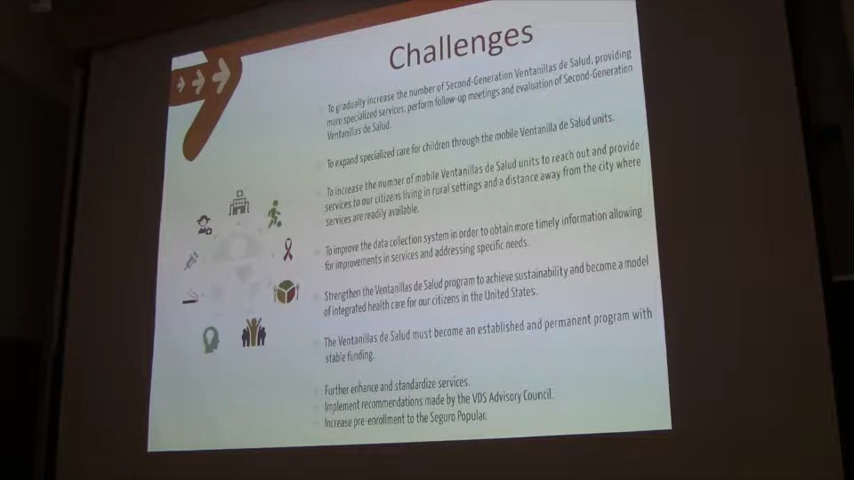 Challenges
To gradually increase the number of Second-Generation Ventanillas de Salud, providing
more specialized services, perform follow-up meetings and evaluation of Second-Generation
Ventanillas de Salud.
To expand specialized care for children through the mobile Ventanilla de Salud units.
To increase the number of mobile Ventanillas de Salud units to reach out and provide
services to our citizens living in rural settings and a distance away from the city where
services are readily available.
To improve the data collection system in order to obtain more timely information allowing
for improvements in services and addressing specific needs.
Strengthen the Ventanillas de Salud program to achieve sustainability and become a model
of integrated health care for our citizens in the United States.
The Ventanillas de Salud must become an established and permanent program with
stable funding.
Further enhance and standardize services.
Implement recommendations made by the VDS Advisory Council.
Increase pre-enrollment to the Seguro Popular.